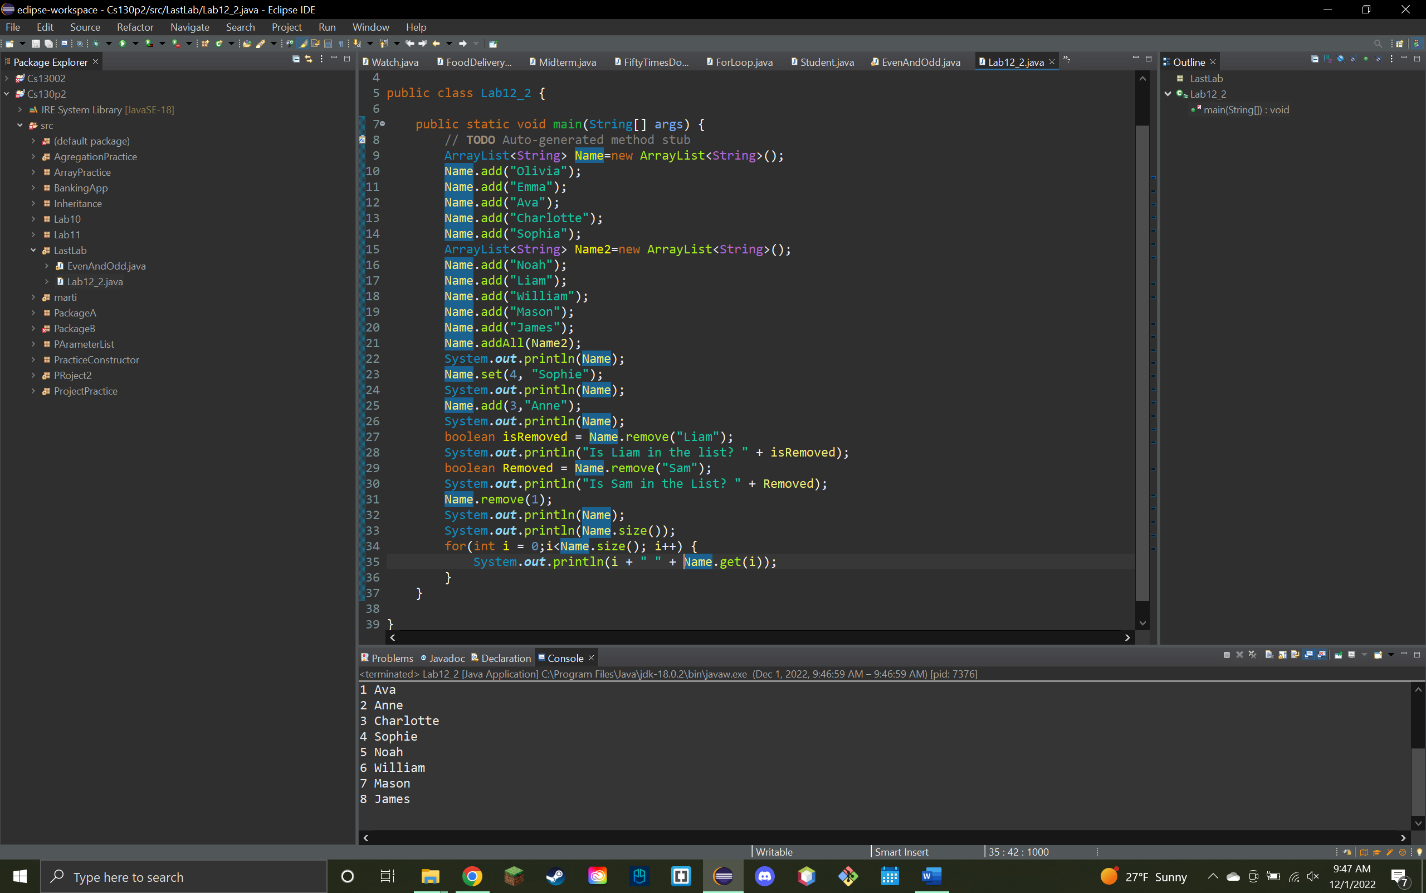 eclipse-workspace - Cs130p2/src/LastLab/Lab12_2.java - Eclipse IDE
File Edit Source Refactor Navigate Search Project Run Window Help
Package Explorer
Cs13002
Cs130p2
JRE System Library [JavaSE-18]
src
(default package)
AgregationPractice
ArrayPractice
BankingApp
Inheritance
Lab10
Lab11
LastLab
EvenAndOdd.java
Lab12_2.java
marti
PackageA
PackageB
PArameterList
PracticeConstructor
PRoject2
ProjectPractice
Watch.java FoodDelivery... Midterm.java FiftyTimesDo... ForLoop.java Student.java EvenAndOdd.java Lab12_2.java
4
5 public class Lab12_2 {
6
7 public static void main(String[] args) {
8 // TODO Auto-generated method stub
9 ArrayList<String> Name=new ArrayList<String>();
10 Name.add("Olivia");
11 Name.add("Emma");
12 Name.add("Ava");
13 Name.add("Charlotte");
14 Name.add("Sophia");
15 ArrayList<String> Name2=new ArrayList<String>();
16 Name.add("Noah");
17 Name.add("Liam");
18 Name.add("William");
19 Name.add("Mason");
20 Name.add("James");
21 Name.addAll(Name2);
22 System.out.println(Name);
23 Name.set(4, "Sophie");
24 System.out.println(Name);
25 Name.add(3,"Anne");
26 System.out.println(Name);
27 boolean isRemoved = Name.remove("Liam");
28 System.out.println("Is Liam in the list? " + isRemoved);
29 boolean Removed = Name.remove("Sam");
30 System.out.println("Is Sam in the List? " + Removed);
31 Name.remove(1);
32 System.out.println(Name);
33 System.out.println(Name.size());
34 for(int i = 0;i<Name.size(); i++) {
35 System.out.println(i + " " + Name.get(i));
36 }
37 }
38
39 }
Outline
LastLab
Lab12_2
main(String[]) : void
Problems Javadoc Declaration Console
<terminated> Lab12_2 [Java Application] C:\Program Files\Java\jdk-18.0.2\bin\javaw.exe (Dec 1, 2022, 9:46:59 AM – 9:46:59 AM) [pid: 7376]
1 Ava
2 Anne
3 Charlotte
4 Sophie
5 Noah
6 William
7 Mason
8 James
Writable Smart Insert 35 : 42 : 1000
Type here to search
27°F Sunny
9:47 AM
12/1/2022
7